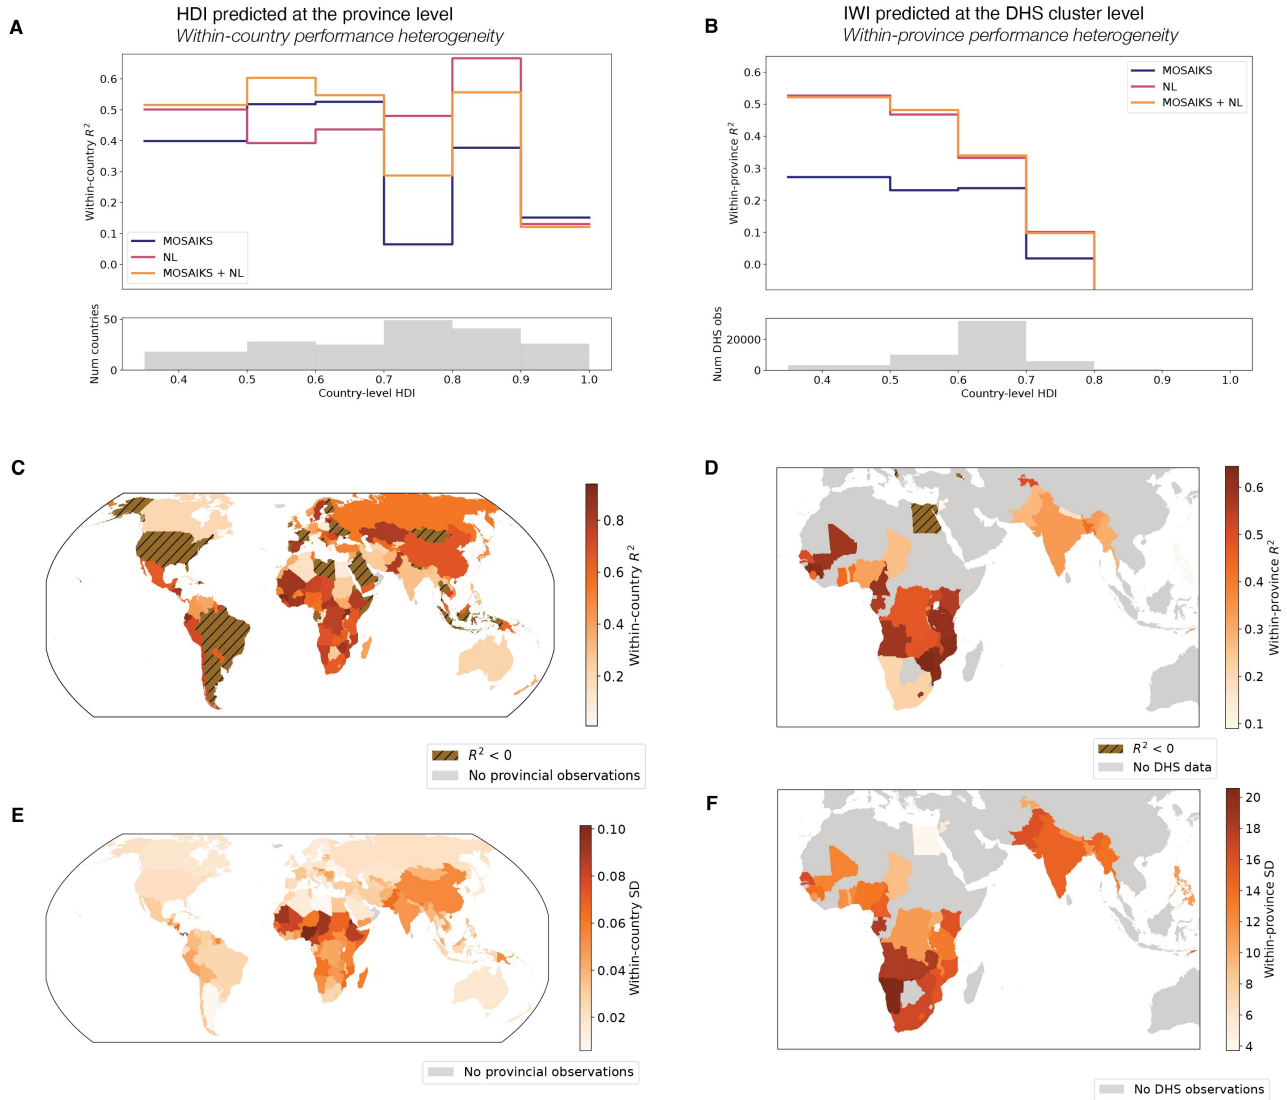 A
HDI predicted at the province level
Within-country performance heterogeneity
Within-country R²
0.6
0.5
0.4
0.3
0.2
0.1
0.0
MOSAIKS
NL
MOSAIKS + NL
Num countries
50
0
0.4 0.5 0.6 0.7 0.8 0.9 1.0
Country-level HDI
B
IWI predicted at the DHS cluster level
Within-province performance heterogeneity
Within-province R²
0.6
0.5
0.4
0.3
0.2
0.1
0.0
MOSAIKS
NL
MOSAIKS + NL
Num DHS obs
20000
0
0.4 0.5 0.6 0.7 0.8 0.9 1.0
Country-level HDI
C
0.8
0.6
0.4
0.2
Within-country R²
R² < 0
No provincial observations
D
0.6
0.5
0.4
0.3
0.2
0.1
Within-province R²
R² < 0
No DHS data
E
0.10
0.08
0.06
0.04
0.02
Within-country SD
No provincial observations
F
20
18
16
14
12
10
8
6
4
Within-province SD
No DHS observations